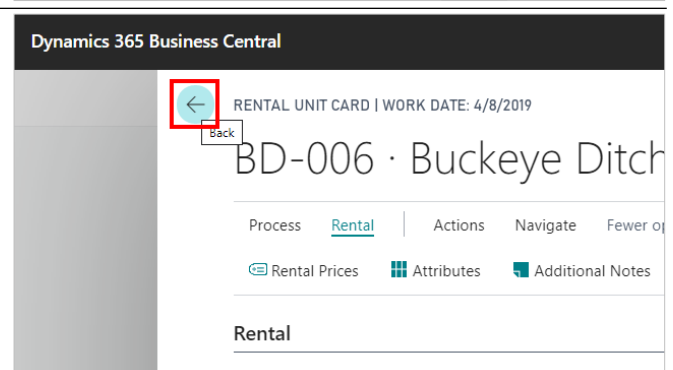 Dynamics 365 Business Central
RENTAL UNIT CARD | WORK DATE: 4/8/2019
Back
BD-006 · Buckeye Ditch
Process Rental Actions Navigate Fewer
Rental Prices Attributes Additional Notes
Rental